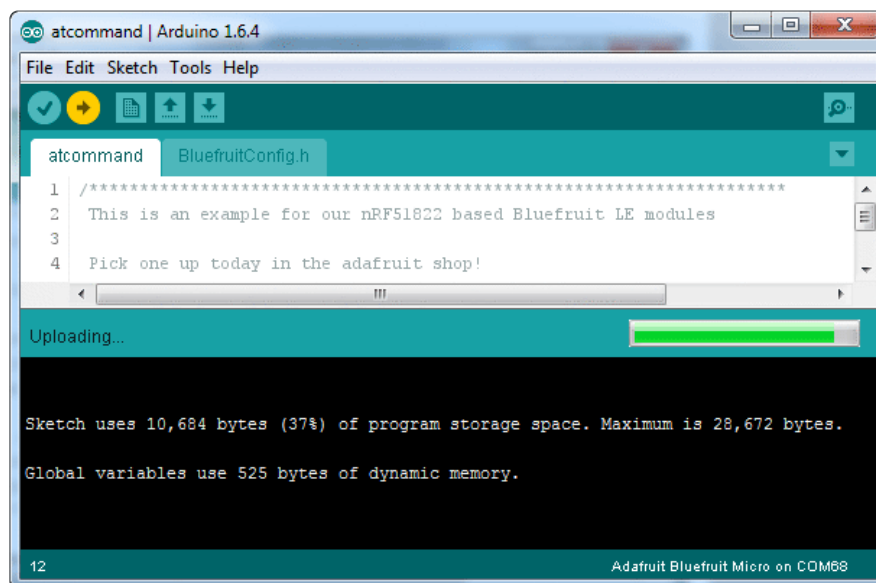 atcommand | Arduino 1.6.4
File Edit Sketch Tools Help
atcommand BluefruitConfig.h
1 /*********************************************************************
2 This is an example for our nRF51822 based Bluefruit LE modules
3
4 Pick one up today in the adafruit shop!
Uploading...
Sketch uses 10,684 bytes (37%) of program storage space. Maximum is 28,672 bytes.
Global variables use 525 bytes of dynamic memory.
12 Adafruit Bluefruit Micro on COM68